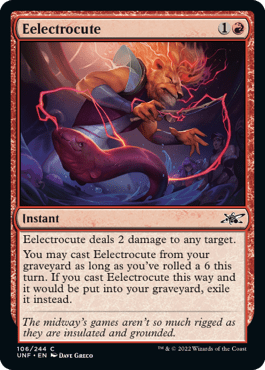 Eelectrocute 1
Instant
Eelectrocute deals 2 damage to any target.
You may cast Eelectrocute from your
graveyard as long as you've rolled a 6 this
turn. If you cast Eelectrocute this way and
it would be put into your graveyard, exile
it instead.
The midway's games aren't so much rigged as
they are insulated and grounded.
106/244 C
UNF • EN Dave Greco
™ & © 2022 Wizards of the Coast